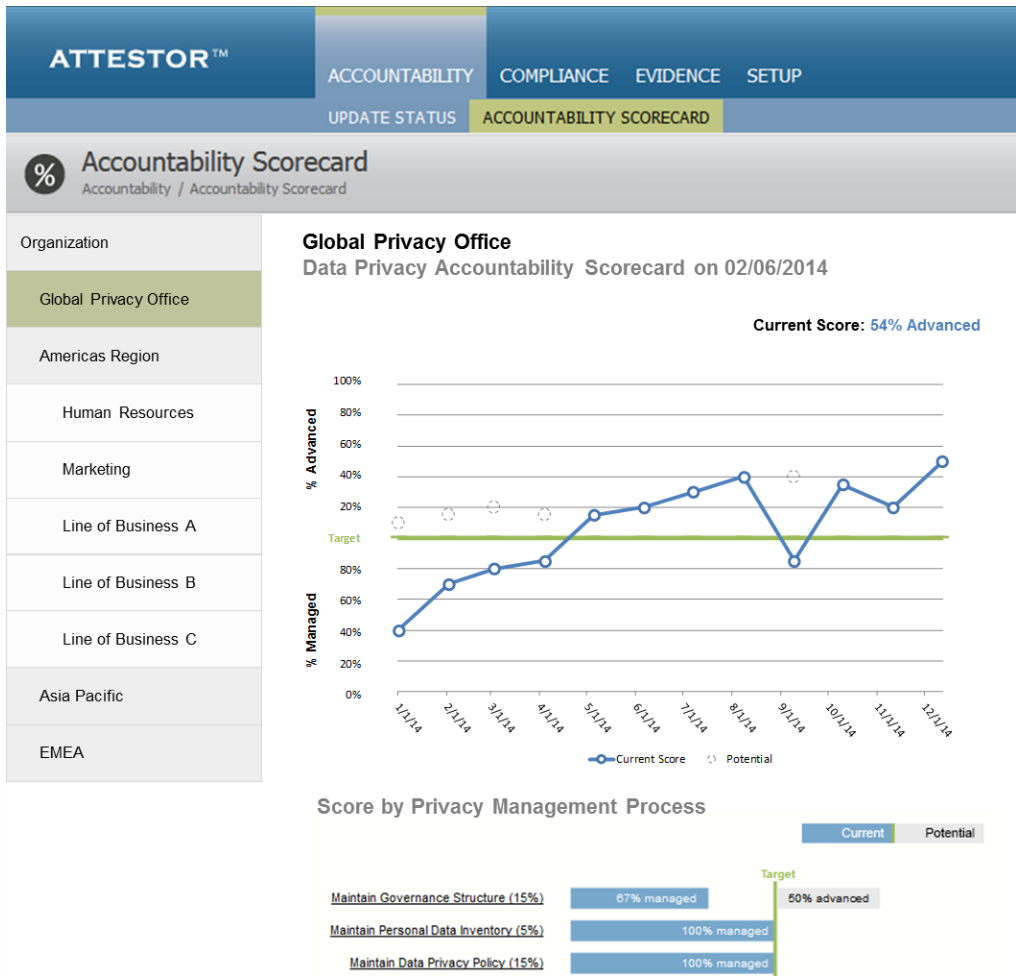 ATTESTOR™
ACCOUNTABILITY COMPLIANCE EVIDENCE SETUP
UPDATE STATUS ACCOUNTABILITY SCORECARD
%
Accountability Scorecard
Accountability / Accountability Scorecard
Organization
Global Privacy Office
Americas Region
Human Resources
Marketing
Line of Business A
Line of Business B
Line of Business C
Asia Pacific
EMEA
Global Privacy Office
Data Privacy Accountability Scorecard on 02/06/2014
Current Score: 54% Advanced
% Advanced
100%
80%
60%
40%
20%
Target
% Managed
80%
60%
40%
20%
0%
1/1/14 2/1/14 3/1/14 4/1/14 5/1/14 6/1/14 7/1/14 8/1/14 9/1/14 10/1/14 11/1/14 12/1/14
Current Score Potential
Score by Privacy Management Process
Current Potential
Target
Maintain Governance Structure (15%) 67% managed 50% advanced
Maintain Personal Data Inventory (5%) 100% managed
Maintain Data Privacy Policy (15%) 100% managed